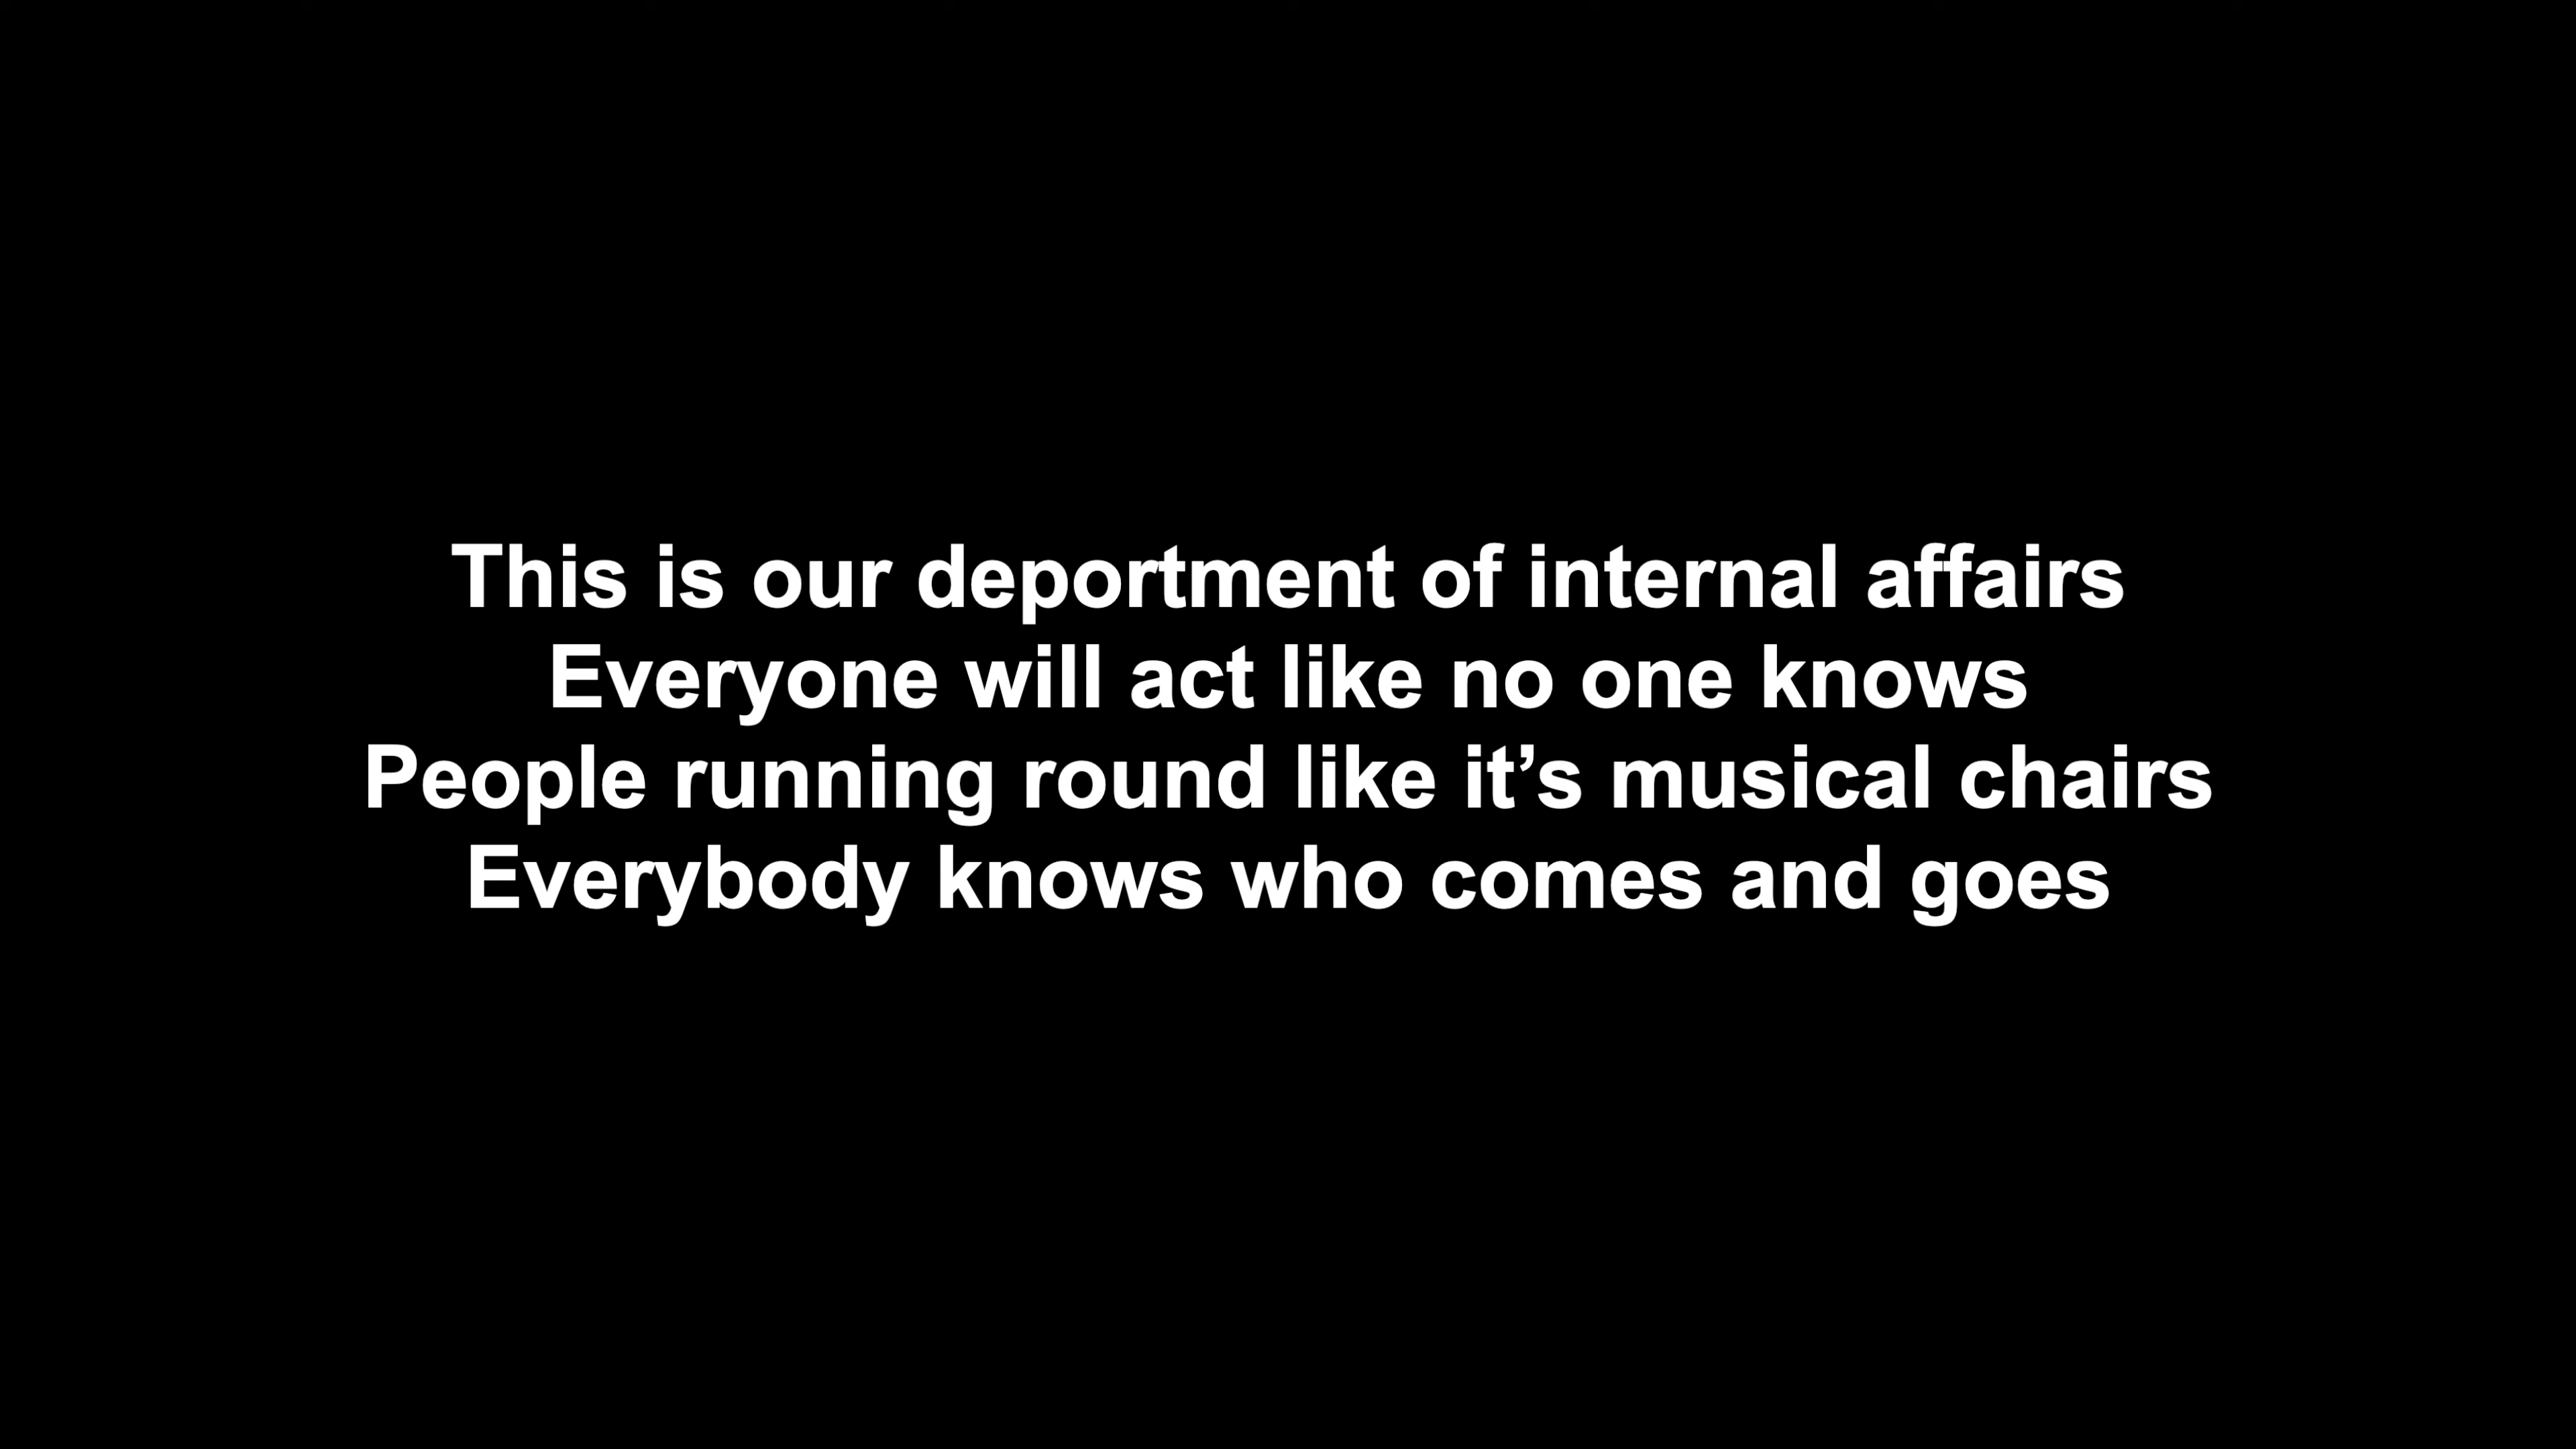 This is our deportment of internal affairs
Everyone will act like no one knows
People running round like it’s musical chairs
Everybody knows who comes and goes